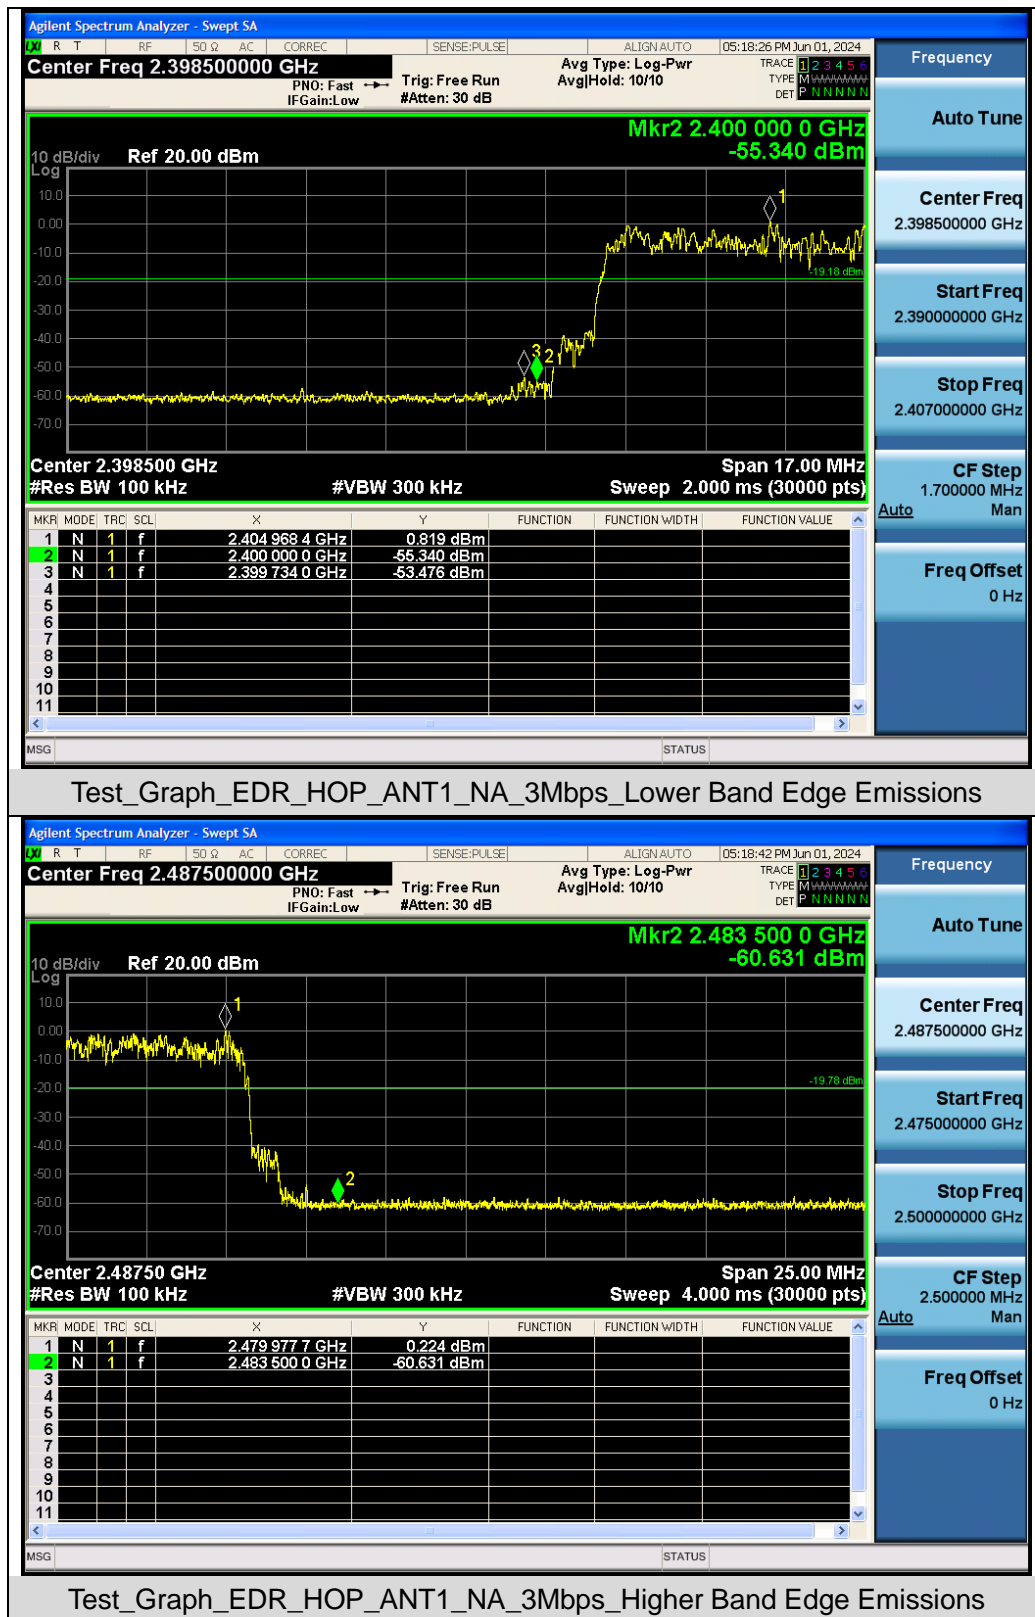 Agilent Spectrum Analyzer - Swept SA
LXI R T RF 50 Ω AC CORREC SENSE:PULSE ALIGN AUTO 05:18:26 PM Jun 01, 2024
Center Freq 2.398500000 GHz
PNO: Fast
IFGain:Low
Trig: Free Run
#Atten: 30 dB
Avg Type: Log-Pwr
Avg|Hold: 10/10
TRACE 1 2 3 4 5 6
TYPE M
DET P N N N N N
Mkr2 2.400 000 0 GHz
-55.340 dBm
10 dB/div Ref 20.00 dBm
Log
10.0
0.00
-10.0
-20.0
-30.0
-40.0
-50.0
-60.0
-70.0
1
-19.18 dBm
3 2
Center 2.398500 GHz Span 17.00 MHz
#Res BW 100 kHz #VBW 300 kHz Sweep 2.000 ms (30000 pts)
MKR MODE TRC SCL X Y FUNCTION FUNCTION WIDTH FUNCTION VALUE
1 N 1 f 2.404 968 4 GHz 0.819 dBm
2 N 1 f 2.400 000 0 GHz -55.340 dBm
3 N 1 f 2.399 734 0 GHz -53.476 dBm
4
5
6
7
8
9
10
11
MSG STATUS
Frequency
Auto Tune
Center Freq
2.398500000 GHz
Start Freq
2.390000000 GHz
Stop Freq
2.407000000 GHz
CF Step
1.700000 MHz
Auto Man
Freq Offset
0 Hz
Test_Graph_EDR_HOP_ANT1_NA_3Mbps_Lower Band Edge Emissions
Agilent Spectrum Analyzer - Swept SA
LXI R T RF 50 Ω AC CORREC SENSE:PULSE ALIGN AUTO 05:18:42 PM Jun 01, 2024
Center Freq 2.487500000 GHz
PNO: Fast
IFGain:Low
Trig: Free Run
#Atten: 30 dB
Avg Type: Log-Pwr
Avg|Hold: 10/10
TRACE 1 2 3 4 5 6
TYPE M
DET P N N N N N
Mkr2 2.483 500 0 GHz
-60.631 dBm
10 dB/div Ref 20.00 dBm
Log
10.0
0.00
-10.0
-20.0
-30.0
-40.0
-50.0
-60.0
-70.0
1
-19.78 dBm
2
Center 2.48750 GHz Span 25.00 MHz
#Res BW 100 kHz #VBW 300 kHz Sweep 4.000 ms (30000 pts)
MKR MODE TRC SCL X Y FUNCTION FUNCTION WIDTH FUNCTION VALUE
1 N 1 f 2.479 977 7 GHz 0.224 dBm
2 N 1 f 2.483 500 0 GHz -60.631 dBm
3
4
5
6
7
8
9
10
11
MSG STATUS
Frequency
Auto Tune
Center Freq
2.487500000 GHz
Start Freq
2.475000000 GHz
Stop Freq
2.500000000 GHz
CF Step
2.500000 MHz
Auto Man
Freq Offset
0 Hz
Test_Graph_EDR_HOP_ANT1_NA_3Mbps_Higher Band Edge Emissions